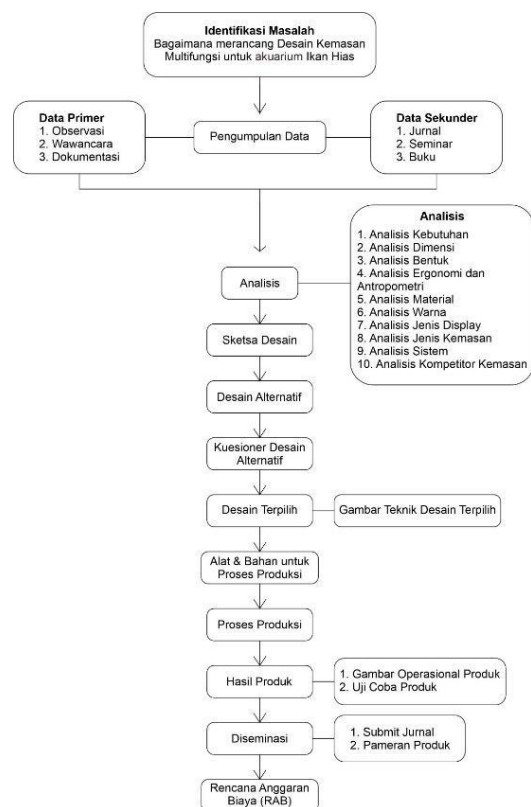 Identifikasi Masalah
Bagaimana merancang Desain Kemasan
Multifungsi untuk akuarium Ikan Hias
Data Primer
1. Observasi
2. Wawancara
3. Dokumentasi
Pengumpulan Data
Data Sekunder
1. Jurnal
2. Seminar
3. Buku
Analisis
Analisis
1. Analisis Kebutuhan
2. Analisis Dimensi
3. Analisis Bentuk
4. Analisis Ergonomi dan
Antropometri
5. Analisis Material
6. Analisis Warna
7. Analisis Jenis Display
8. Analisis Jenis Kemasan
9. Analisis Sistem
10. Analisis Kompetitor Kemasan
Sketsa Desain
Desain Alternatif
Kuesioner Desain
Alternatif
Desain Terpilih
Gambar Teknik Desain Terpilih
Alat & Bahan untuk
Proses Produksi
Proses Produksi
Hasil Produk
1. Gambar Operasional Produk
2. Uji Coba Produk
Diseminasi
1. Submit Jurnal
2. Pameran Produk
Rencana Anggaran
Biaya (RAB)